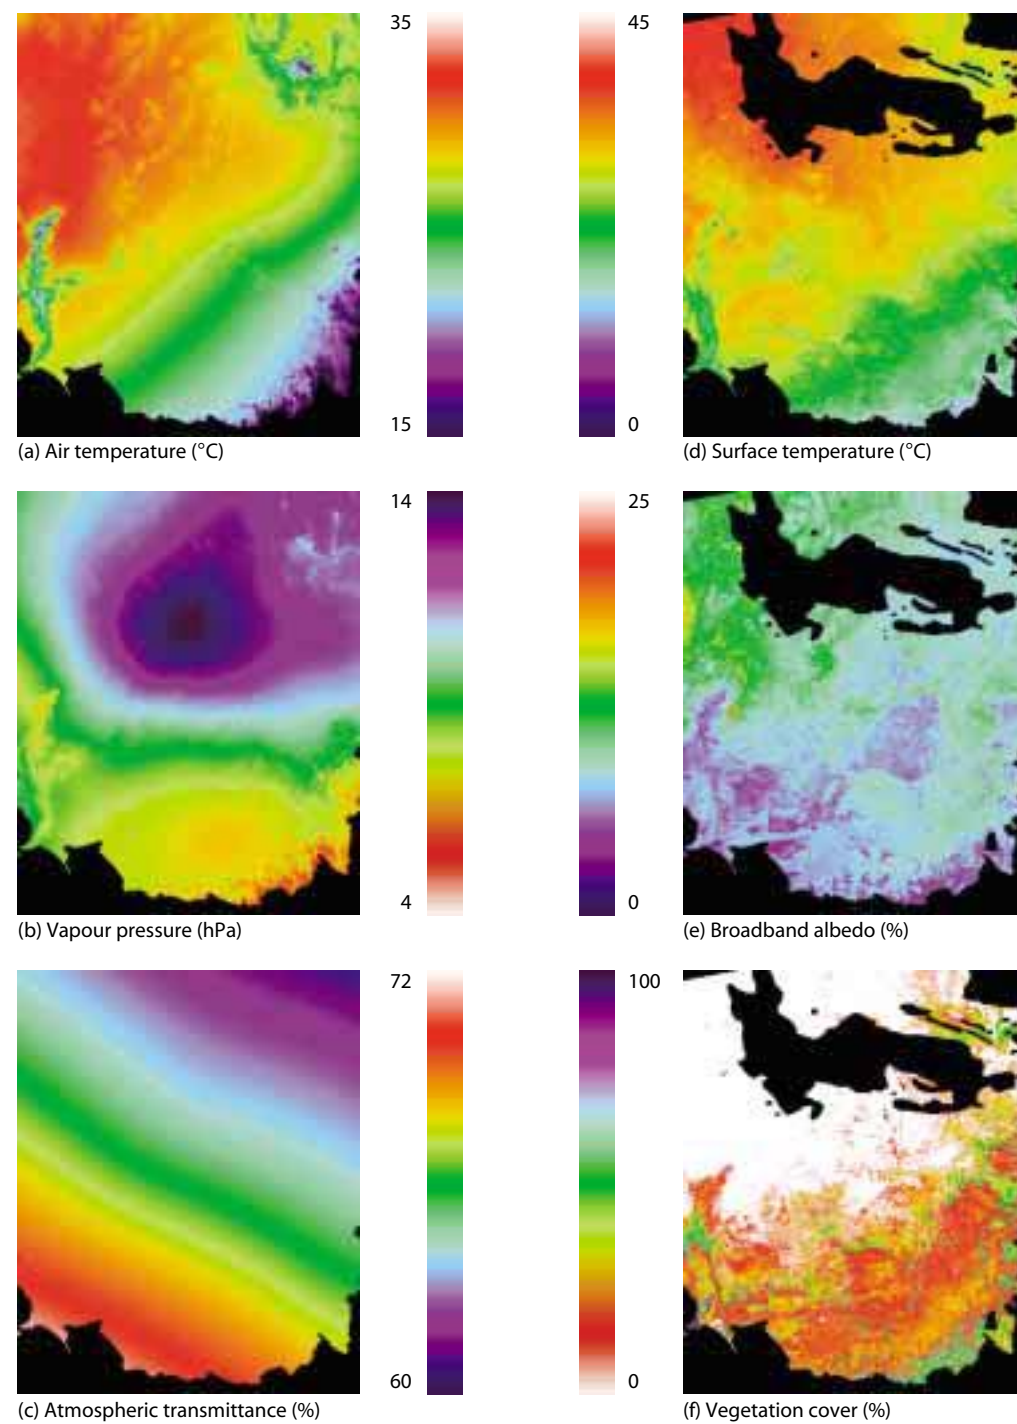 35
15
(a) Air temperature (°C)
45
0
(d) Surface temperature (°C)
14
4
(b) Vapour pressure (hPa)
25
0
(e) Broadband albedo (%)
72
60
(c) Atmospheric transmittance (%)
100
0
(f) Vegetation cover (%)